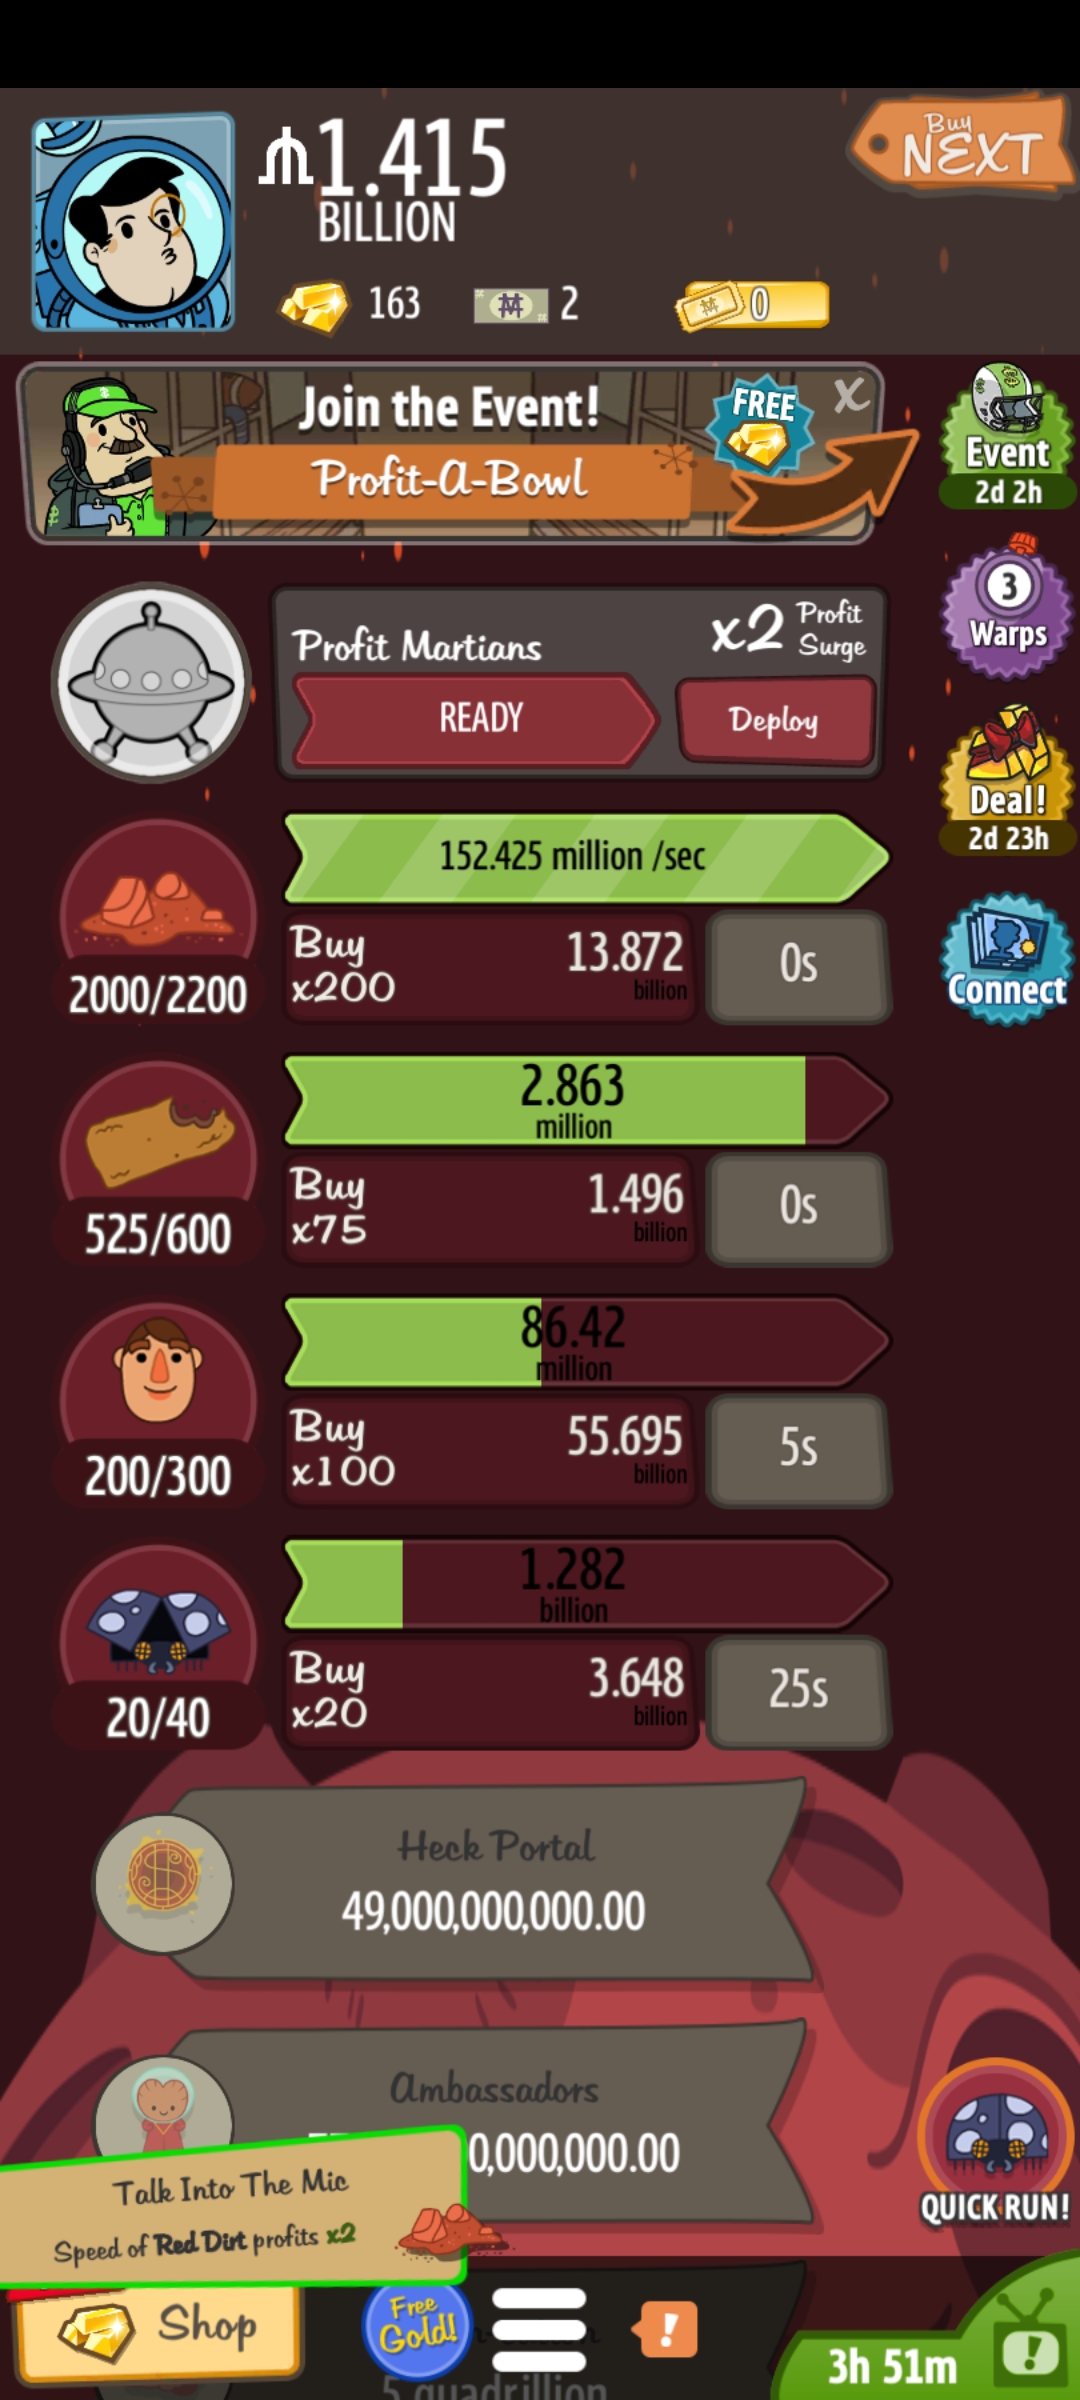 1.415
BILLION
Buy
NEXT
163
2
0
Join the Event!
FREE
X
Profit-A-Bowl
Event
2d 2h
3
Warps
Profit Martians
x2 Profit
Surge
READY
Deploy
Deal!
2d 23h
152.425 million /sec
2000/2200
Buy
x200
13.872
billion
0s
Connect
2.863
million
525/600
Buy
x75
1.496
billion
0s
86.42
million
200/300
Buy
x100
55.695
billion
5s
1.282
billion
20/40
Buy
x20
3.648
billion
25s
Heck Portal
49,000,000,000.00
Ambassadors
0,000,000.00
Talk Into The Mic
Speed of Red Dirt profits x2
QUICK RUN!
Shop
Free
Gold!
!
3h 51m
!
5 quadrillion